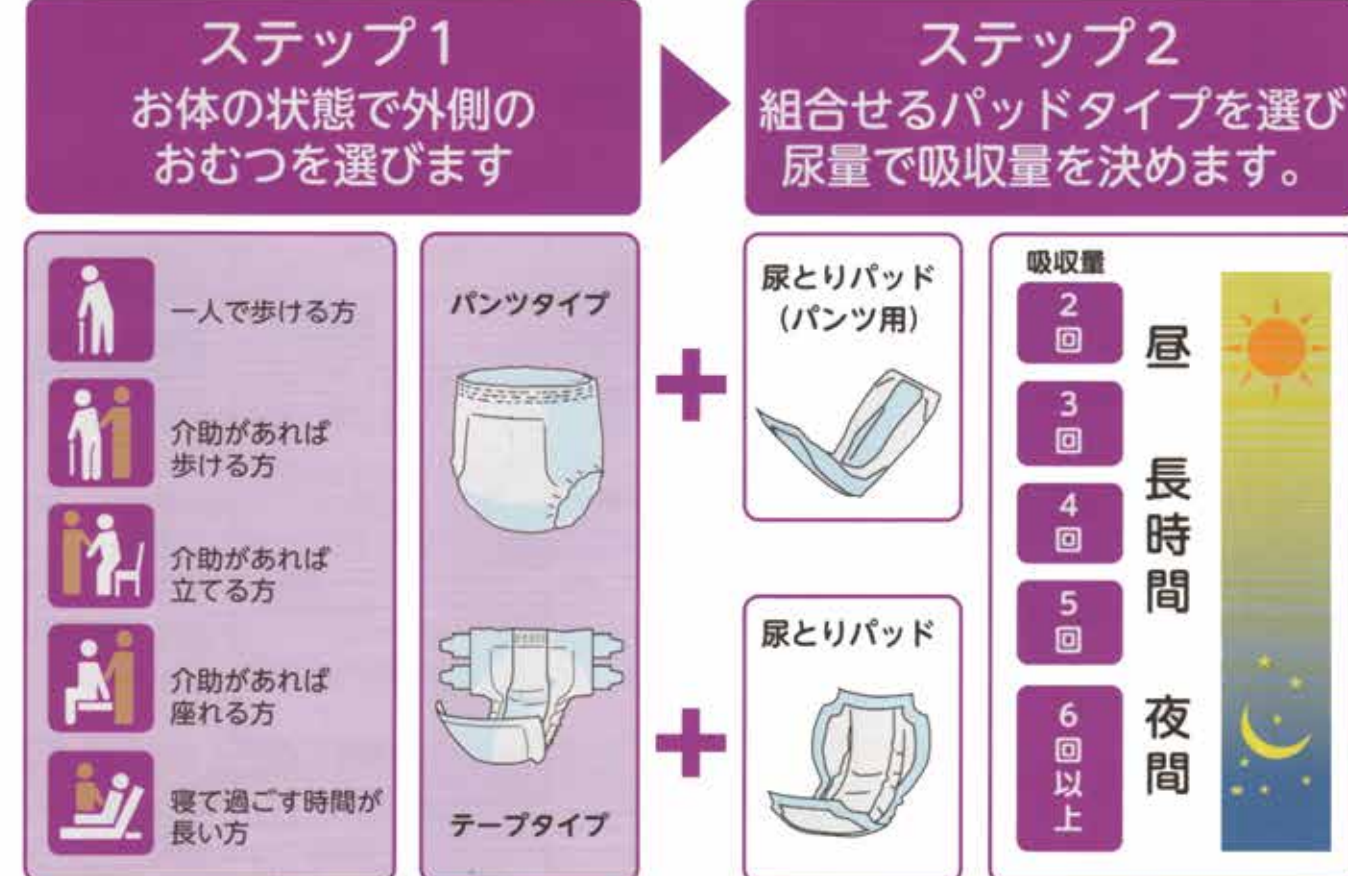 ステップ1
お体の状態で外側の
おむつを選びます
ステップ2
組合せるパッドタイプを選び
尿量で吸収量を決めます。
一人で歩ける方
介助があれば
歩ける方
介助があれば
立てる方
介助があれば
座れる方
寝て過ごす時間が
長い方
パンツタイプ
テープタイプ
尿とりパッド
(パンツ用)
尿とりパッド
吸収量
2回
3回
4回
5回
6回以上
昼
長時間
夜間